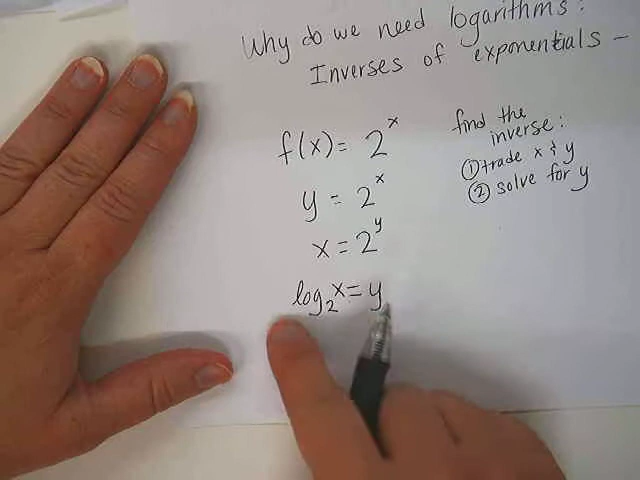 Why do we need logarithms:
Inverses of exponentials –
f(x) = 2^x
y = 2^x
x = 2^y
log₂x = y
find the
inverse:
① trade x & y
② solve for y